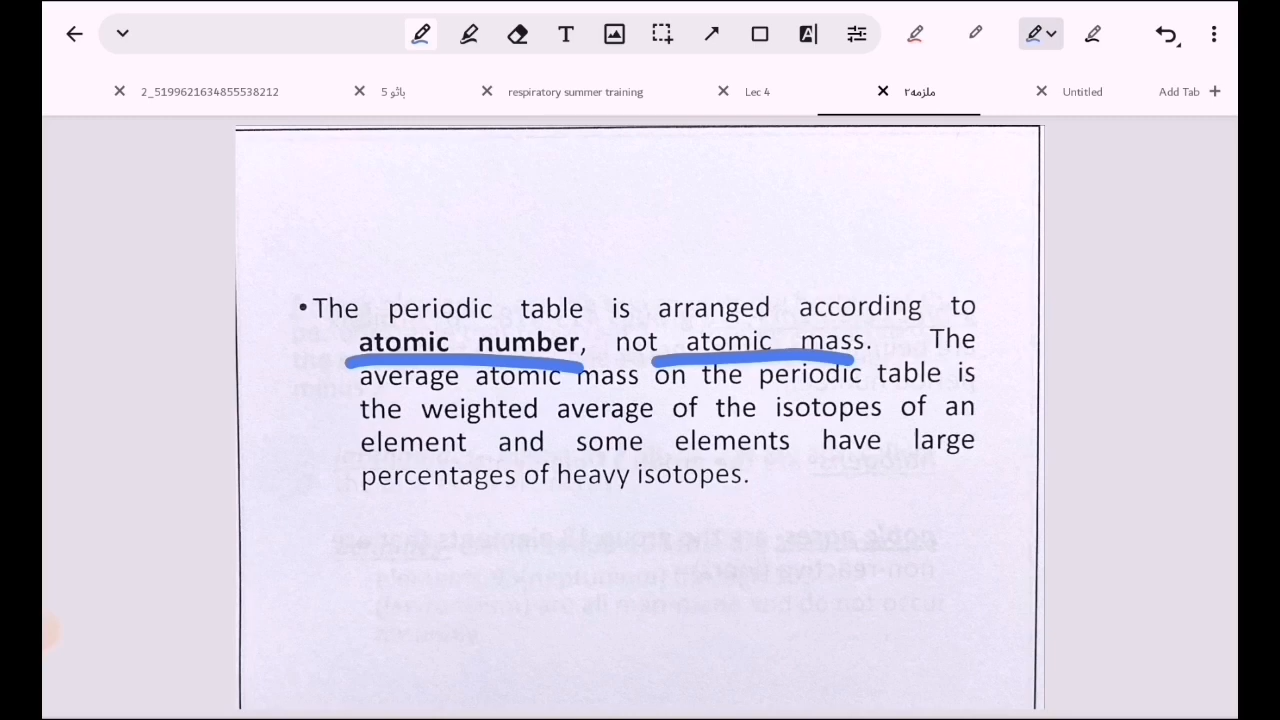 2_5199621634855538212
باثو 5
respiratory summer training
Lec 4
ملزمه٢
Untitled
Add Tab
• The periodic table is arranged according to
atomic number, not atomic mass. The
average atomic mass on the periodic table is
the weighted average of the isotopes of an
element and some elements have large
percentages of heavy isotopes.